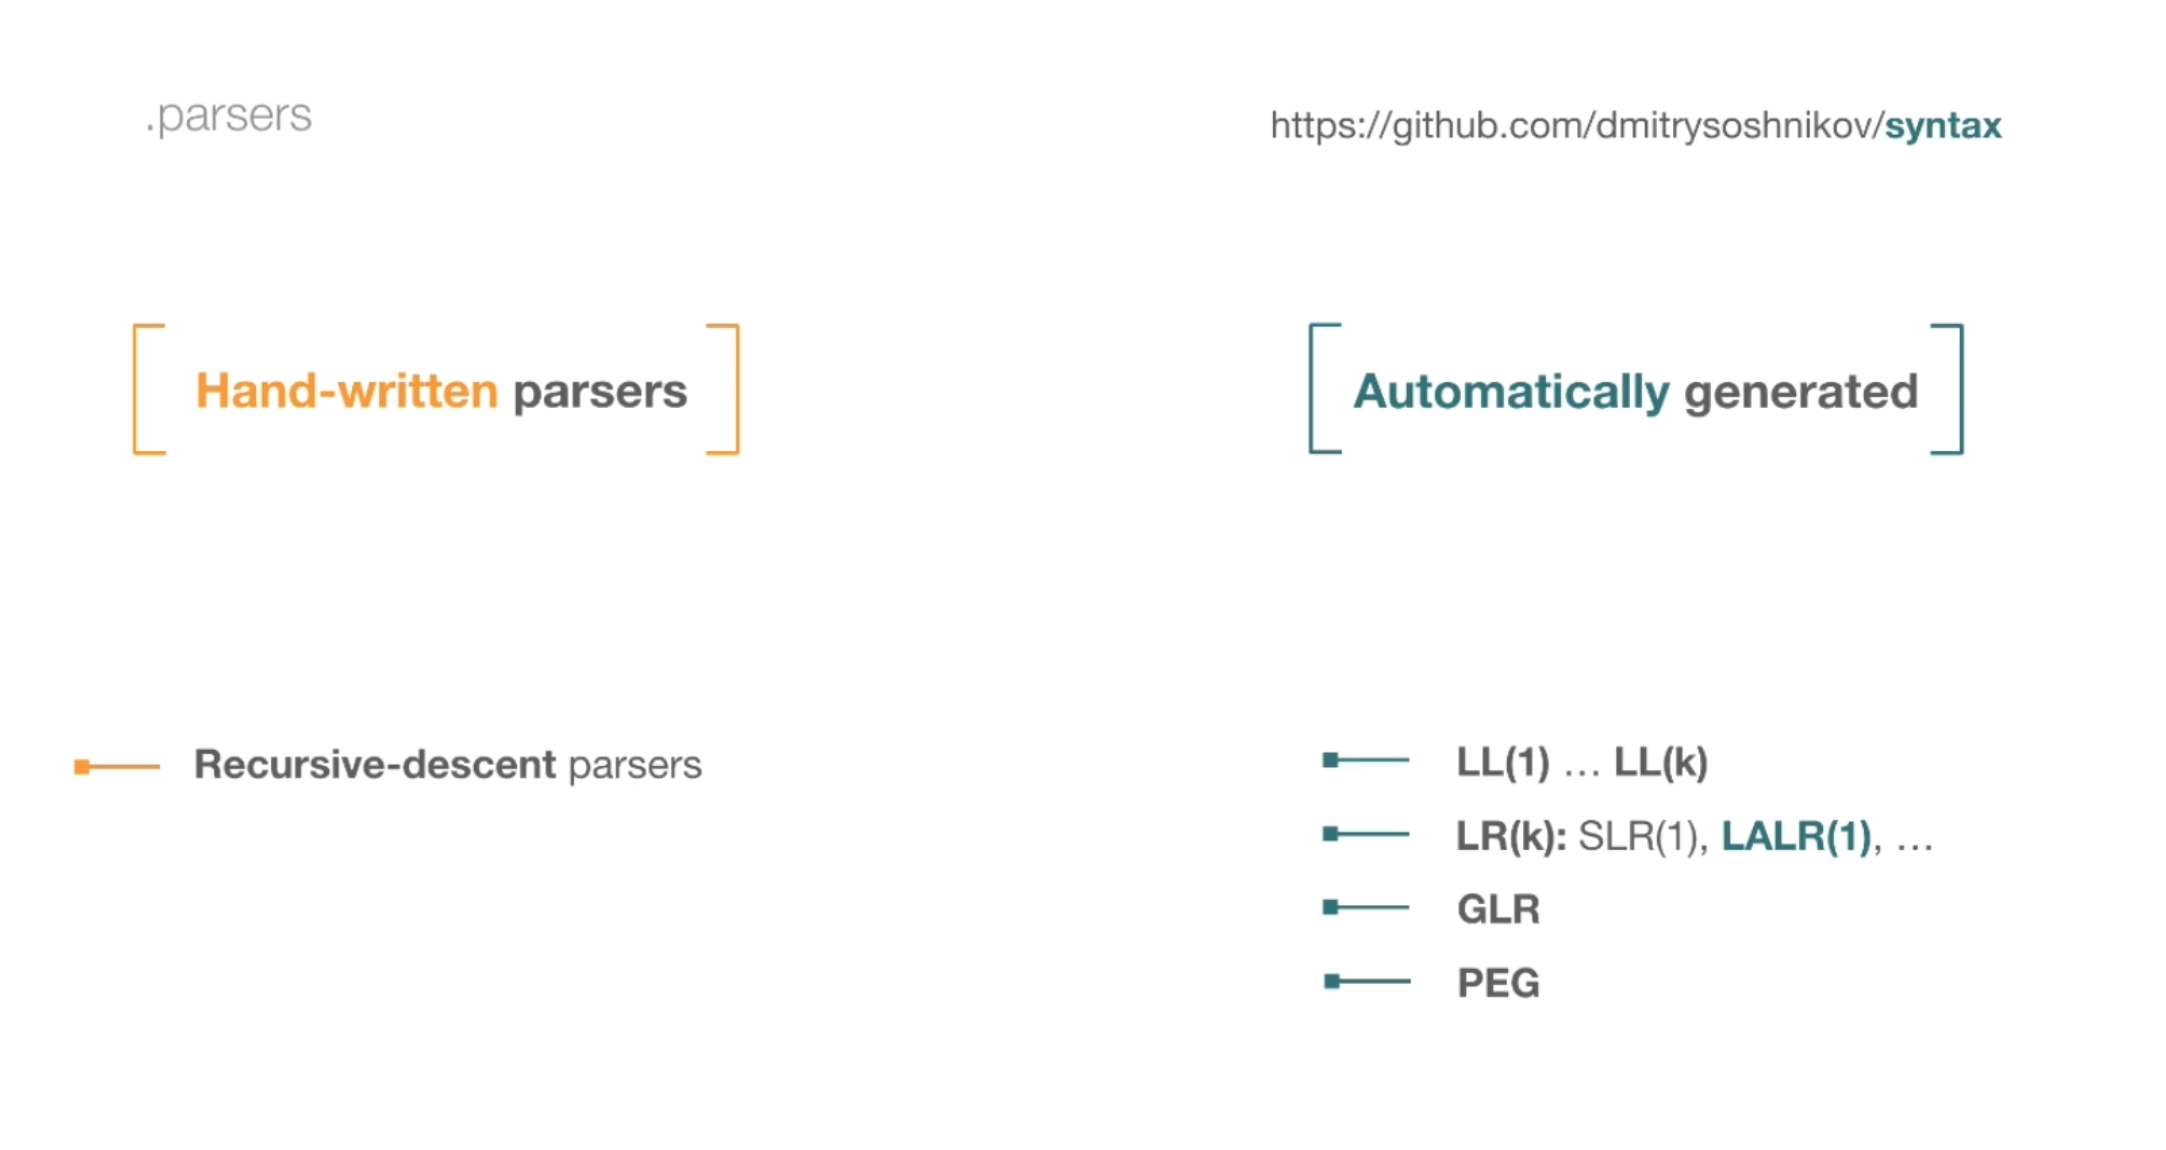 .parsers
https://github.com/dmitrysoshnikov/syntax
Hand-written parsers
Automatically generated
Recursive-descent parsers
LL(1) … LL(k)
LR(k): SLR(1), LALR(1), …
GLR
PEG